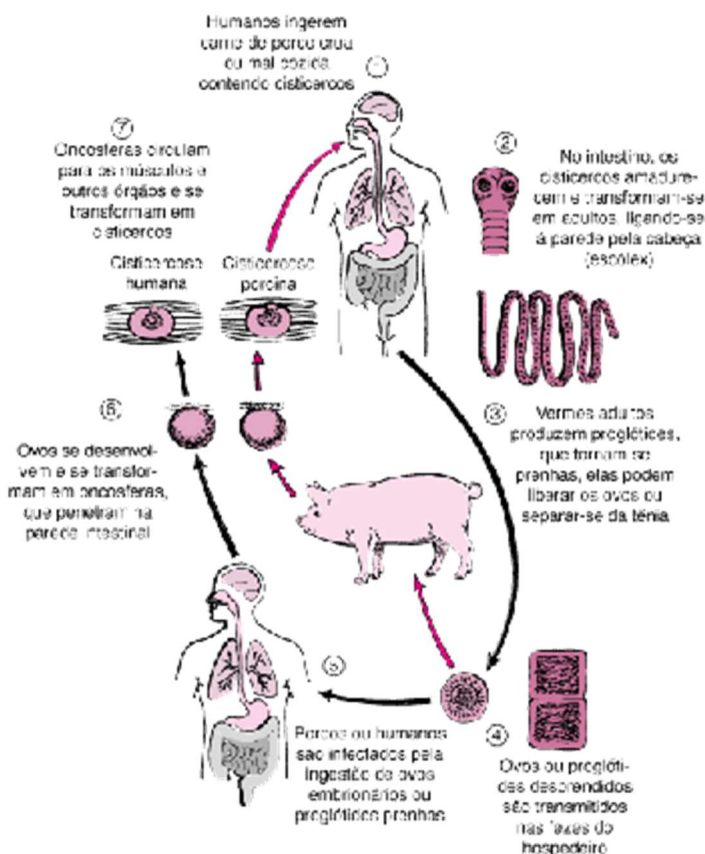 Humanos ingerem
carne de porco crua
ou mal cozida
contendo cisticercos
1
2
No intestino, os
cisticercos amadure-
cem e transformam-se
em adultos, ligando-se
à parede pela cabeça
(escólex)
3
Vermes adultos
produzem proglótides,
que tornam-se
prenhas, elas podem
liberar os ovos ou
separar-se da tênia
4
Ovos ou proglóti-
des desprendidos
são transmitidos
nas fezes do
hospedeiro
5
Porcos ou humanos
são infectados pela
ingestão de ovos
embrionários ou
proglótides prenhas
6
Ovos se desenvol-
vem e se transfor-
mam em oncosferas,
que penetram na
parede intestinal
7
Oncosferas circulam
para os músculos e
outros órgãos e se
transformam em
cisticercos
Cisticercose
humana
Cisticercose
porcina